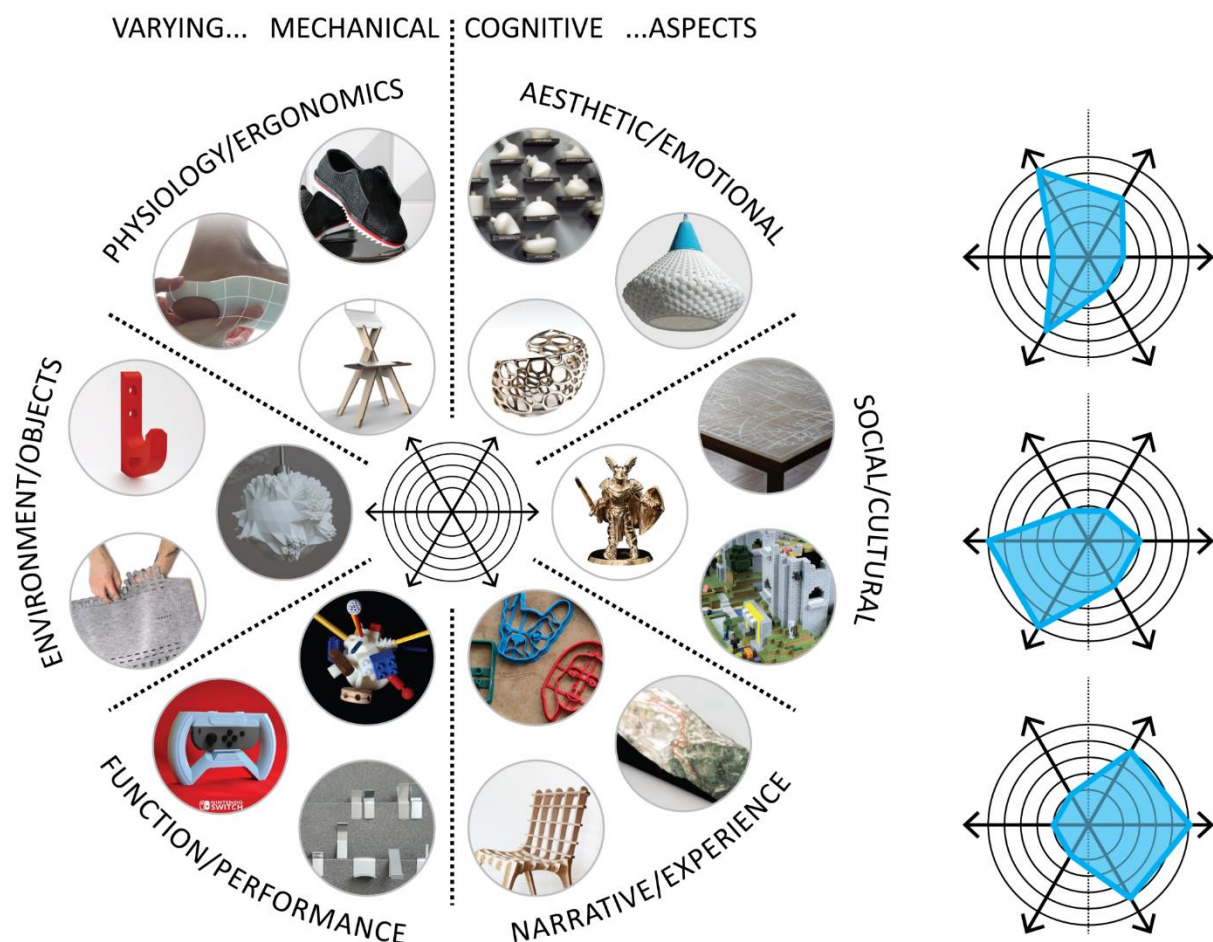 VARYING... MECHANICAL COGNITIVE ...ASPECTS
PHYSIOLOGY/ERGONOMICS
AESTHETIC/EMOTIONAL
ENVIRONMENT/OBJECTS
SOCIAL/CULTURAL
NINTENDO
SWITCH
FUNCTION/PERFORMANCE
NARRATIVE/EXPERIENCE